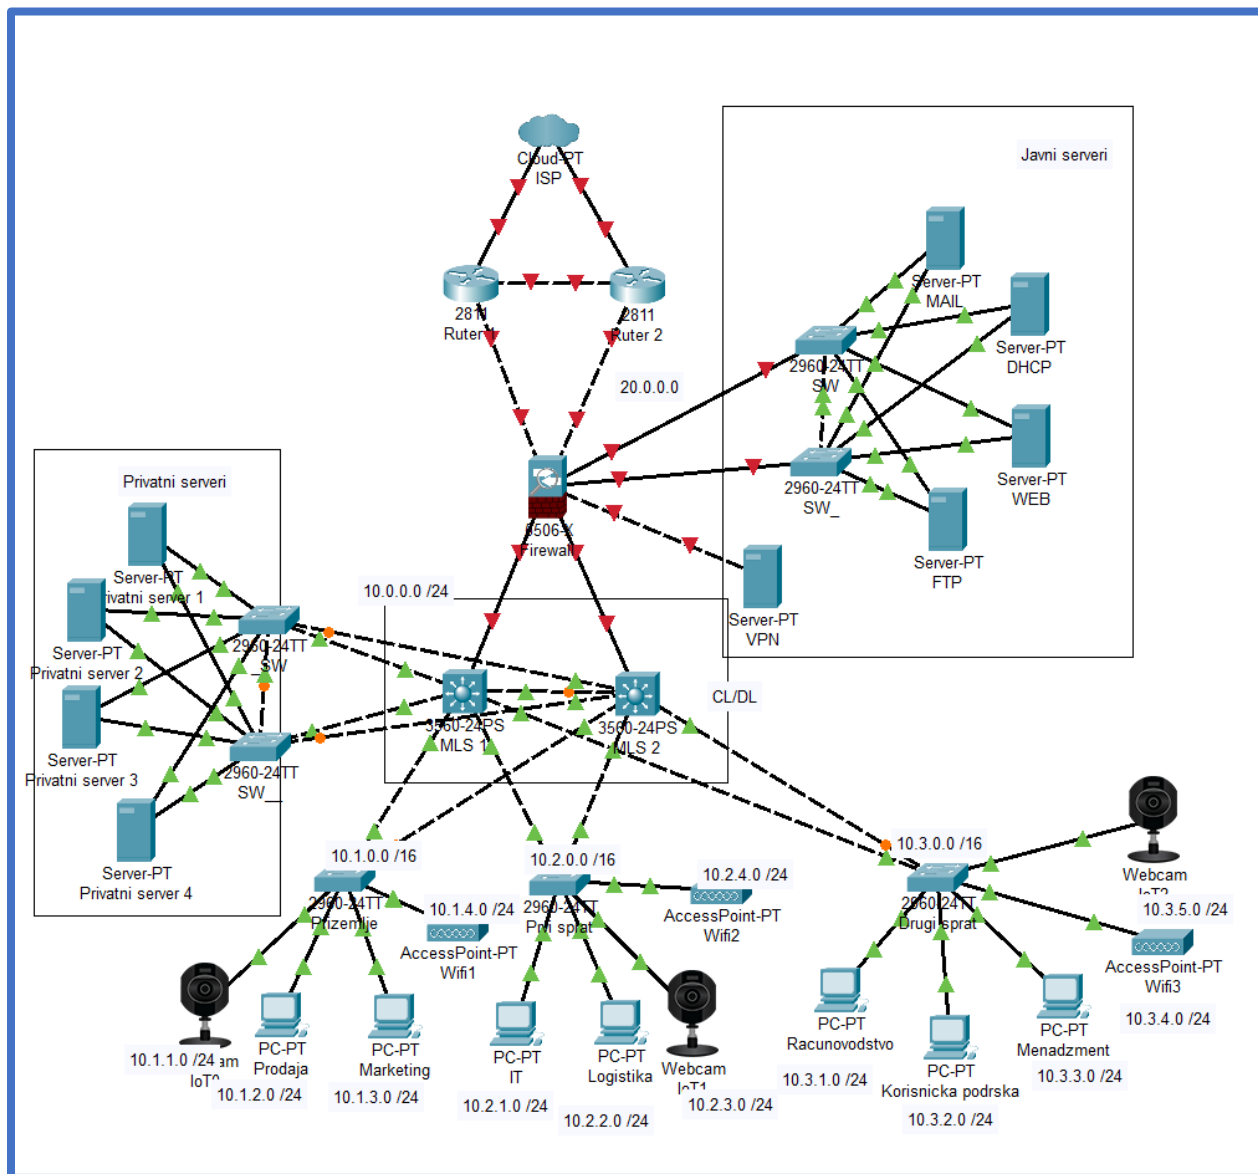 Cloud-PT
ISP
Javni serveri
2811
Ruter 1
2811
Ruter 2
20.0.0.0
Server-PT
MAIL
Server-PT
DHCP
2960-24TT
SW
Server-PT
WEB
2960-24TT
SW_
Server-PT
FTP
Firewall
Server-PT
VPN
Privatni serveri
Server-PT
Privatni server 1
Server-PT
Privatni server 2
Server-PT
Privatni server 3
Server-PT
Privatni server 4
2960-24TT
_SW
2960-24TT
SW__
10.0.0.0 /24
CL/DL
3560-24PS
MLS 1
3560-24PS
MLS 2
10.1.0.0 /16
2960-24TT
Prizemlje
10.1.4.0 /24
AccessPoint-PT
Wifi1
10.2.0.0 /16
2960-24TT
Prvi sprat
10.2.4.0 /24
AccessPoint-PT
Wifi2
10.3.0.0 /16
2960-24TT
Drugi sprat
Webcam
IoT2
10.3.5.0 /24
AccessPoint-PT
Wifi3
10.3.4.0 /24
10.1.1.0 /24
IoT0
PC-PT
Prodaja
10.1.2.0 /24
PC-PT
Marketing
10.1.3.0 /24
PC-PT
IT
10.2.1.0 /24
PC-PT
Logistika
10.2.2.0 /24
Webcam
IoT1
10.2.3.0 /24
PC-PT
Racunovodstvo
10.3.1.0 /24
PC-PT
Korisnicka podrska
10.3.2.0 /24
PC-PT
Menadzment
10.3.3.0 /24